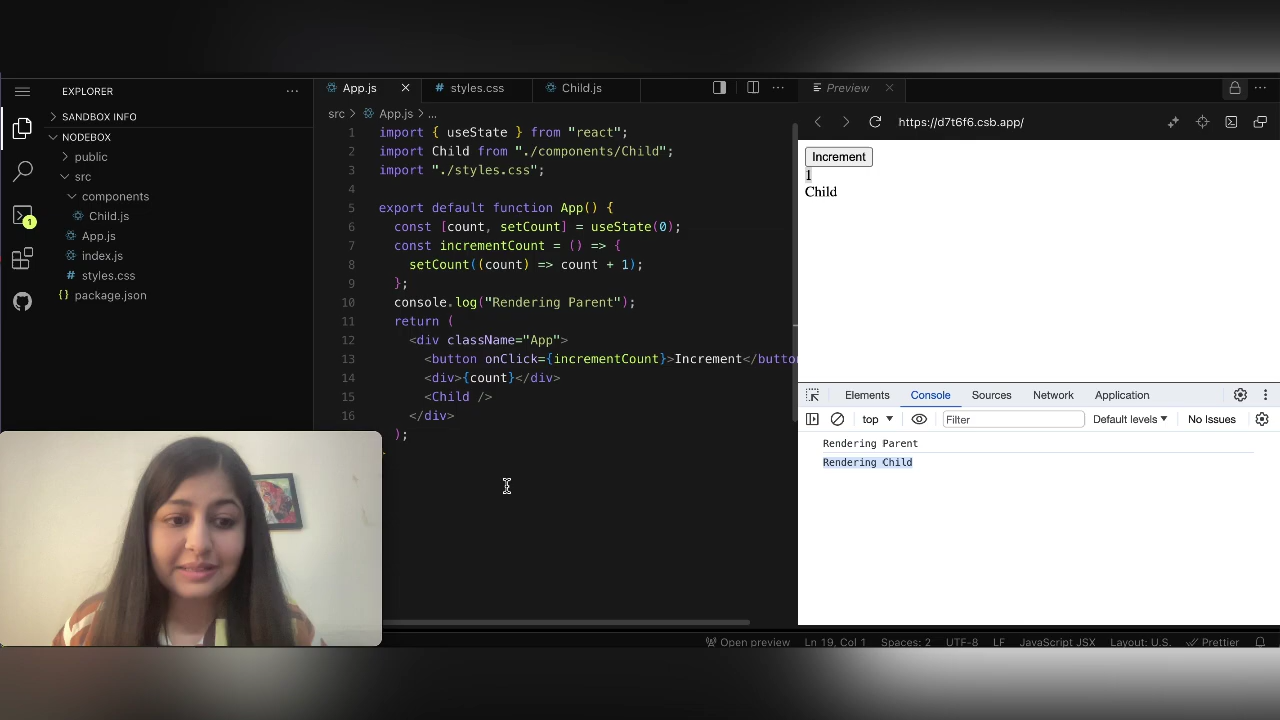 EXPLORER
SANDBOX INFO
NODEBOX
public
src
components
Child.js
App.js
index.js
# styles.css
{} package.json
1
App.js
# styles.css
Child.js
src > App.js > ...
1 import { useState } from "react";
2 import Child from "./components/Child";
3 import "./styles.css";
4
5 export default function App() {
6 const [count, setCount] = useState(0);
7 const incrementCount = () => {
8 setCount((count) => count + 1);
9 };
10 console.log("Rendering Parent");
11 return (
12 <div className="App">
13 <button onClick={incrementCount}>Increment</butto
14 <div>{count}</div>
15 <Child />
16 </div>
);
Preview
https://d7t6f6.csb.app/
Increment
1
Child
Elements Console Sources Network Application
top Filter Default levels No Issues
Rendering Parent
Rendering Child
Open preview Ln 19, Col 1 Spaces: 2 UTF-8 LF JavaScript JSX Layout: U.S. Prettier